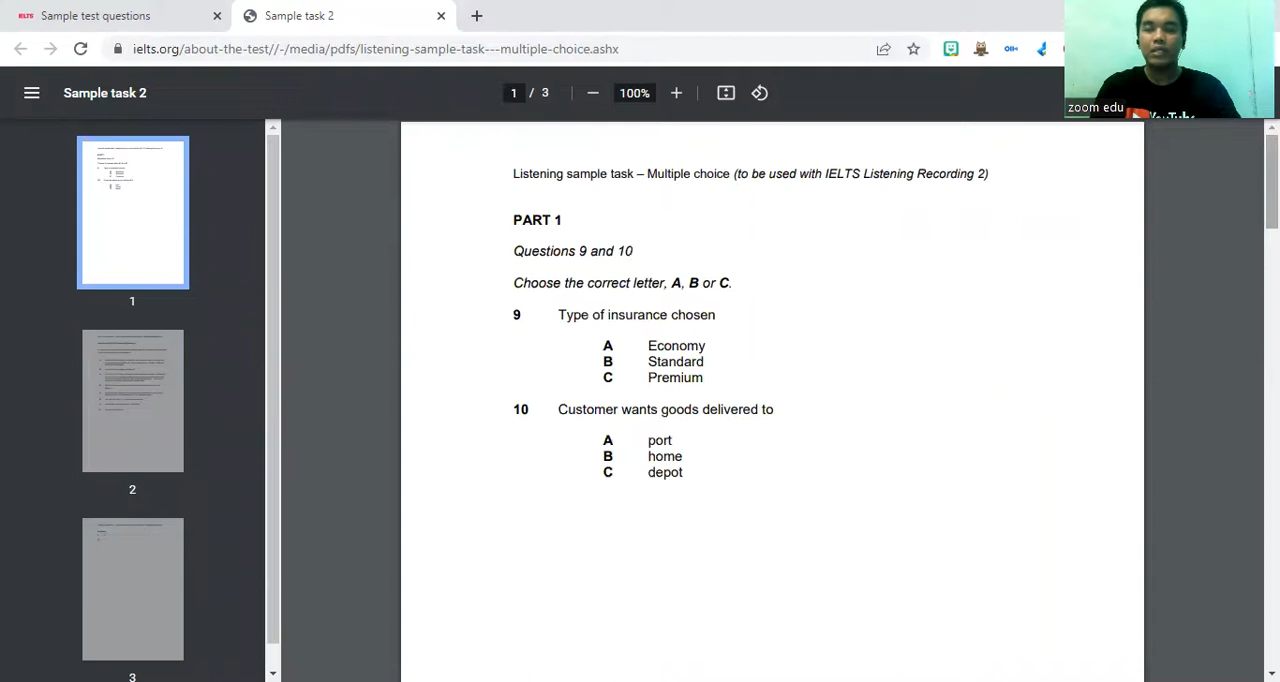 IELTS Sample test questions
Sample task 2
ielts.org/about-the-test//-/media/pdfs/listening-sample-task---multiple-choice.ashx
Sample task 2
1 / 3
100%
zoom edu
YouTube
1
2
3
Listening sample task – Multiple choice (to be used with IELTS Listening Recording 2)
PART 1
Questions 9 and 10
Choose the correct letter, A, B or C.
9 Type of insurance chosen
A Economy
B Standard
C Premium
10 Customer wants goods delivered to
A port
B home
C depot